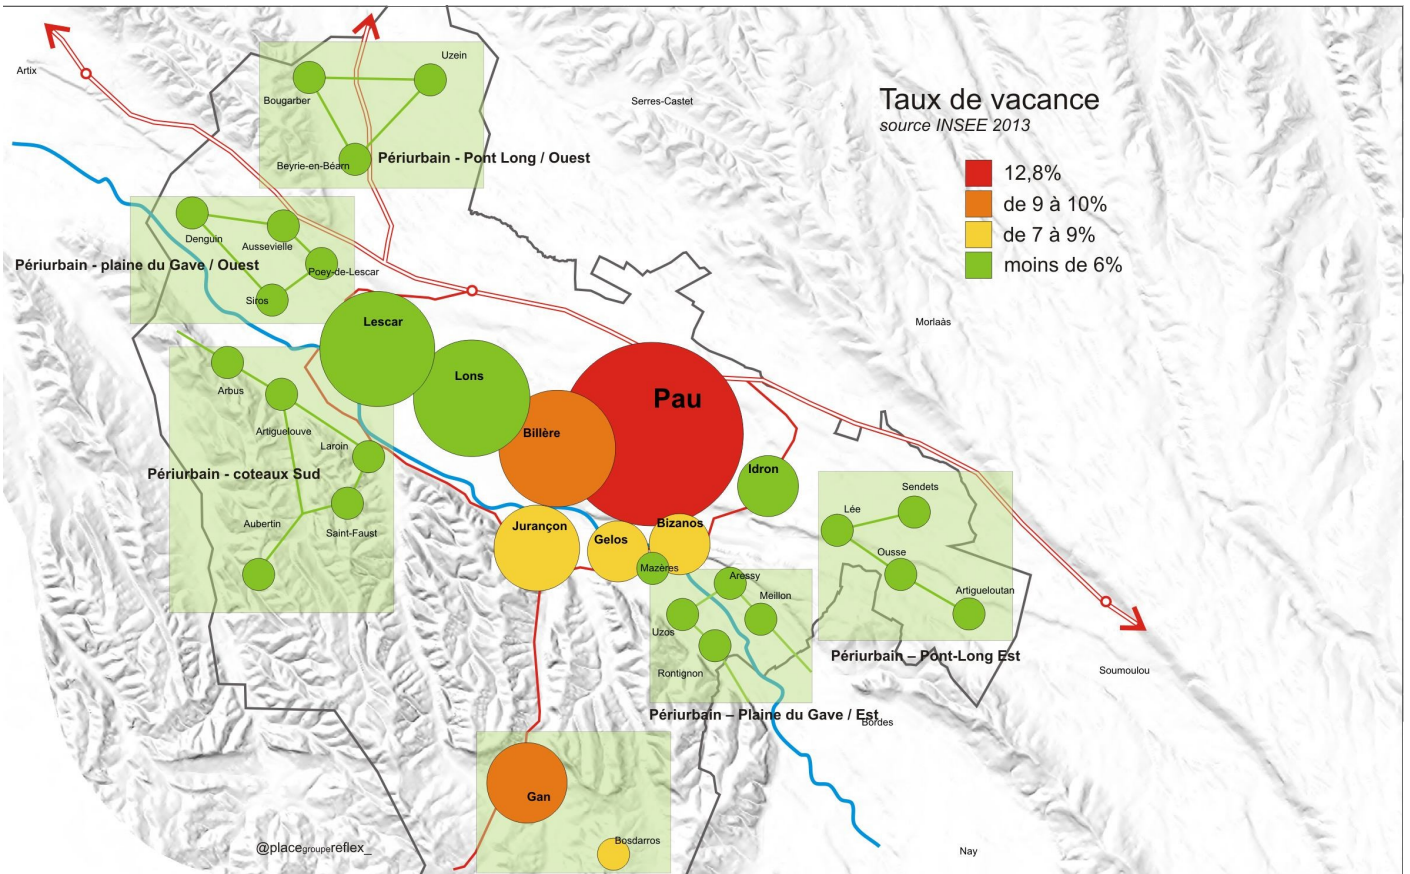 Artix
Uzein
Bougarber
Beyrie-en-Béarn
Périurbain - Pont Long / Ouest
Serres-Castet
Taux de vacance
source INSEE 2013
12,8%
de 9 à 10%
de 7 à 9%
moins de 6%
Denguin
Aussevielle
Périurbain - plaine du Gave / Ouest
Poey-de-Lescar
Siros
Lescar
Morlaàs
Lons
Arbus
Pau
Artiguelouve
Billère
Laroin
Périurbain - coteaux Sud
Idron
Sendets
Lée
Aubertin
Saint-Faust
Jurançon
Gelos
Bizanos
Ousse
Mazères
Aressy
Meillon
Artigueloutan
Uzos
Rontignon
Périurbain – Pont-Long Est
Soumoulou
Périurbain – Plaine du Gave / Est
Bordes
Gan
Bosdarros
@placegroupereflex_
Nay